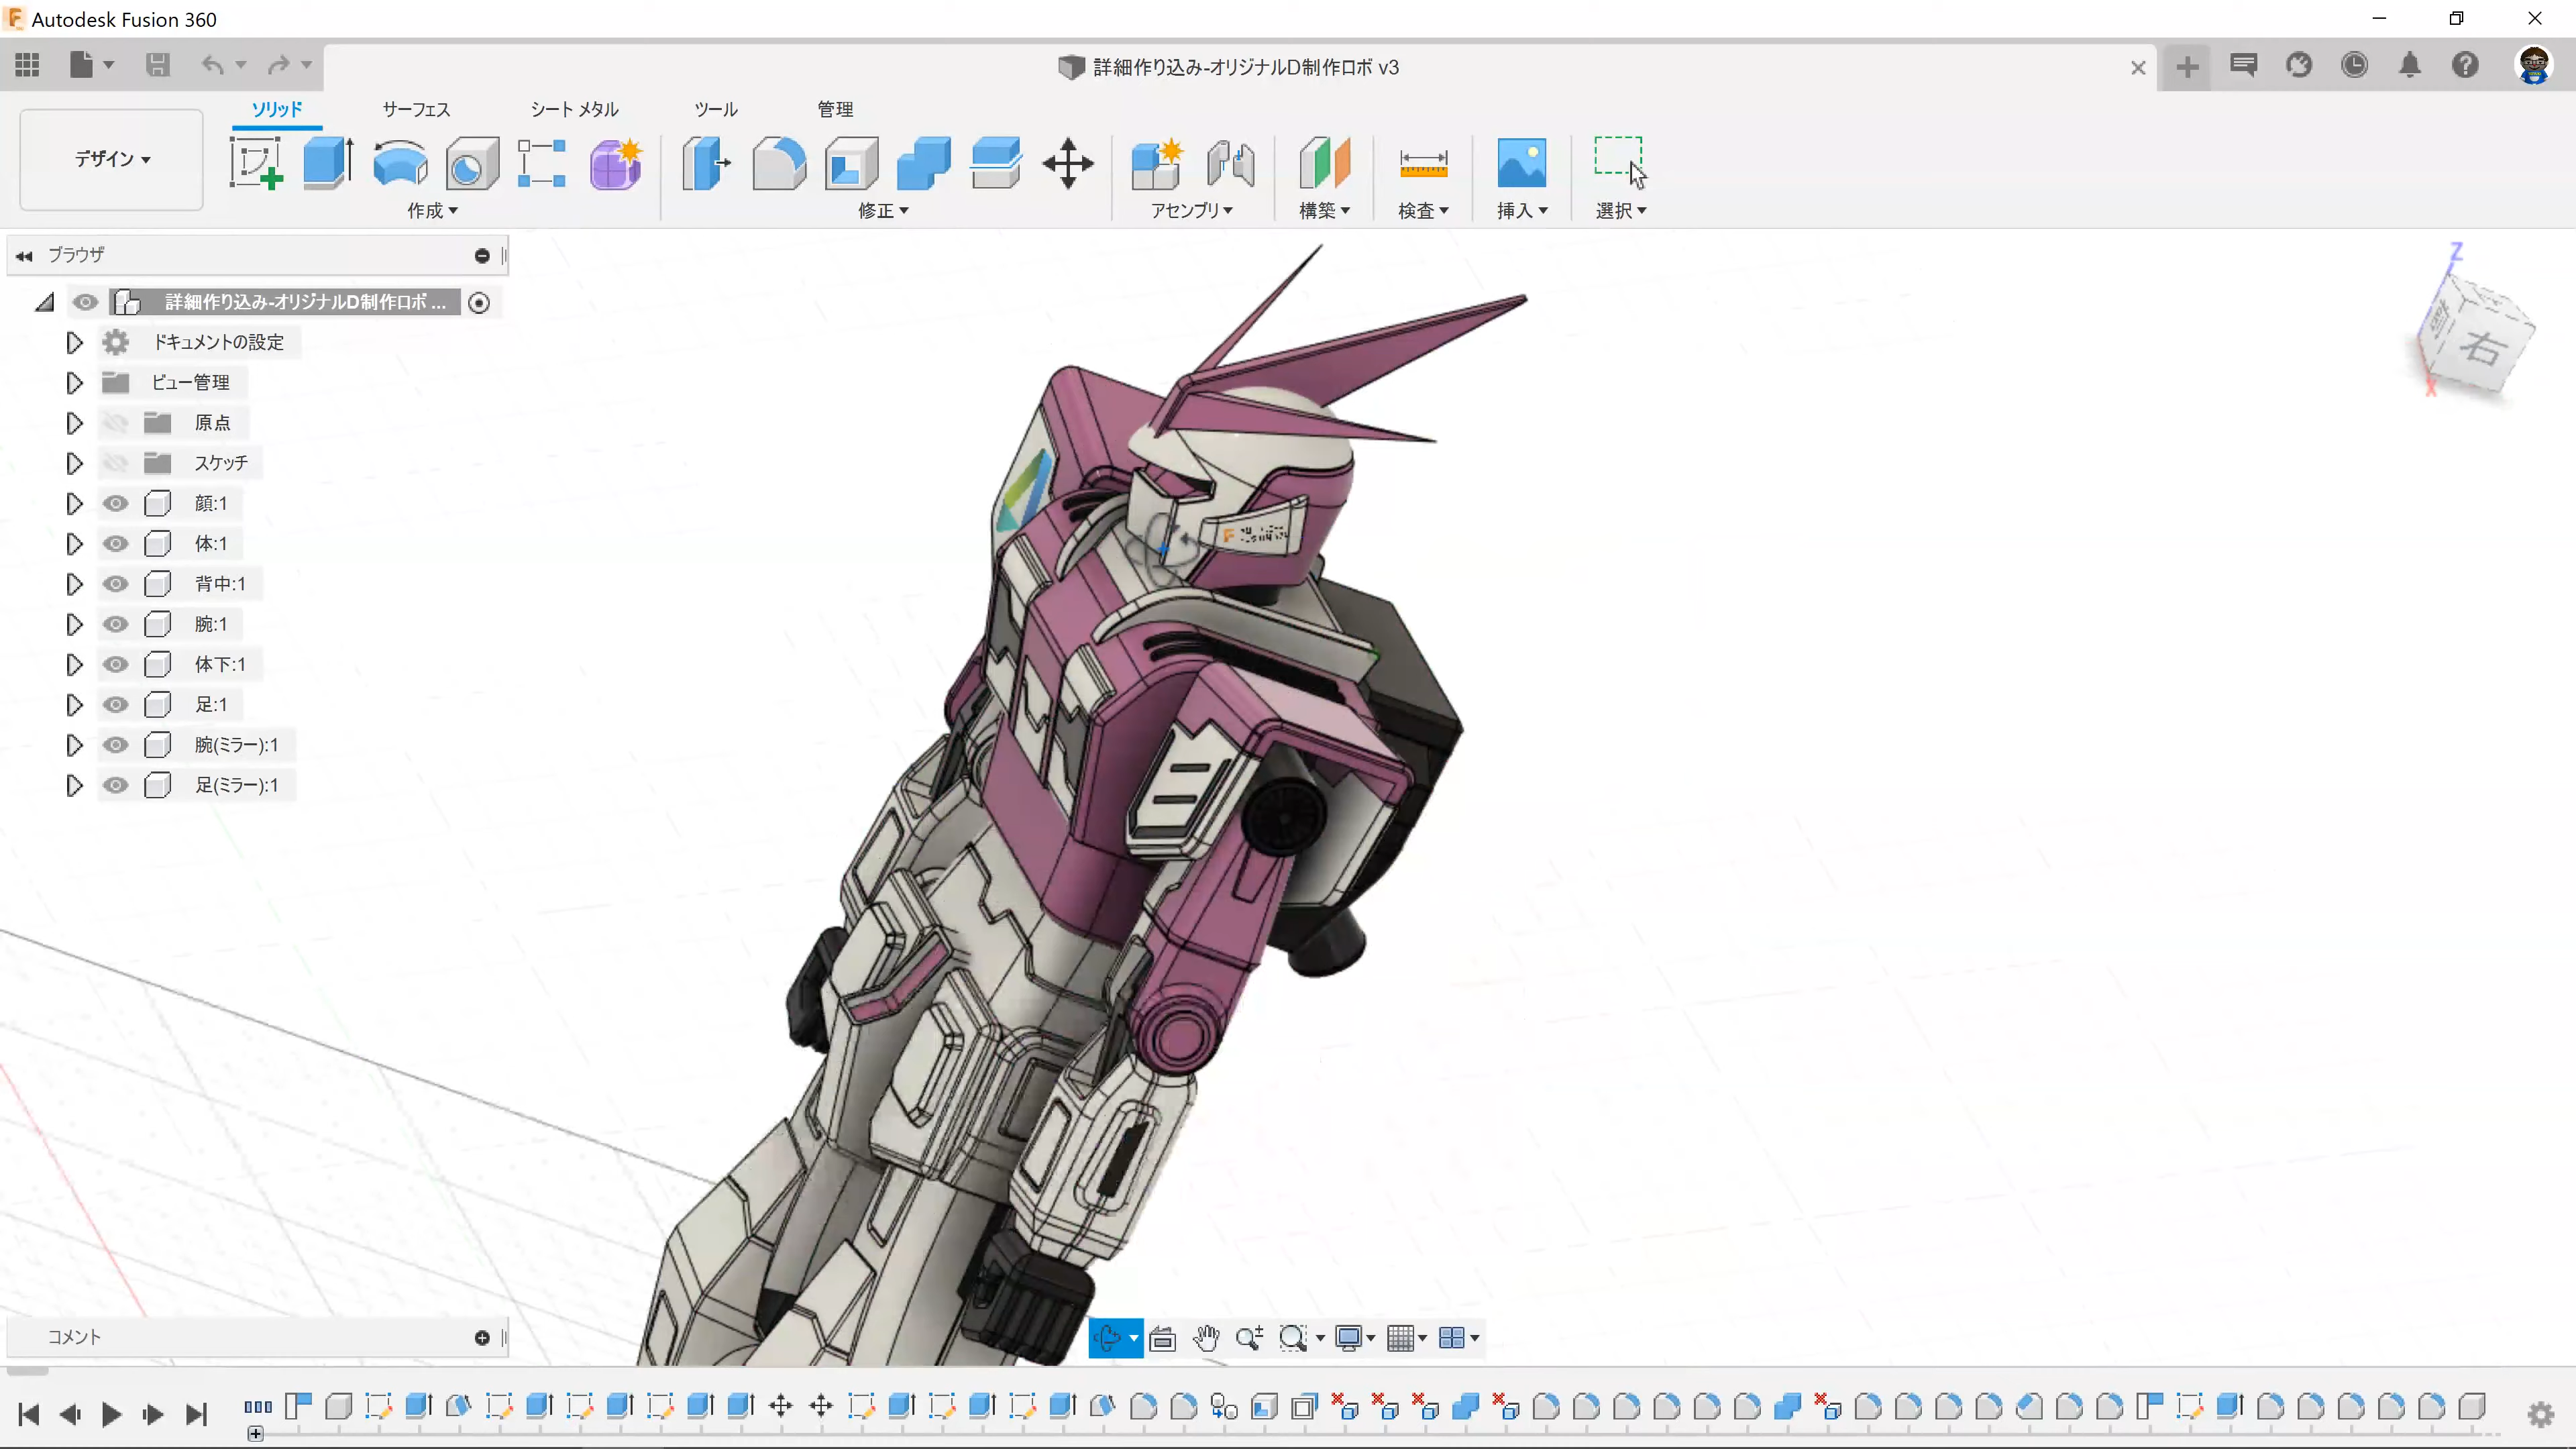 Autodesk Fusion 360
詳細作り込み-オリジナルD制作ロボ v3
デザイン
ソリッド
サーフェス
シート メタル
ツール
管理
作成
修正
アセンブリ
構築
検査
挿入
選択
ブラウザ
詳細作り込み-オリジナルD制作ロボ ...
ドキュメントの設定
ビュー管理
原点
スケッチ
顔:1
体:1
背中:1
腕:1
体下:1
足:1
腕(ミラー):1
足(ミラー):1
Z
右
X
コメント